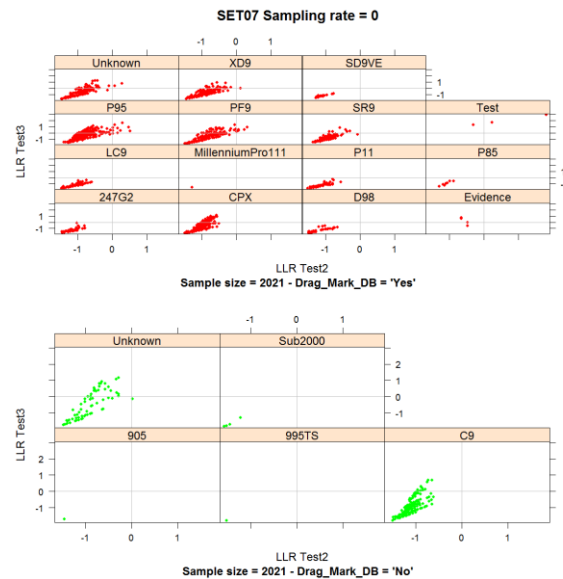 SET07 Sampling rate = 0
-1 0 1
Unknown XD9 SD9VE
1
-1
P95 PF9 SR9 Test
1
-1
LC9 MillenniumPro111 P11 P85
1
-1
247G2 CPX D98 Evidence
1
-1
-1 0 1 -1 0 1
LLR Test3
LLR Test2
Sample size = 2021 - Drag_Mark_DB = 'Yes'
-1 0 1
Unknown Sub2000
2
1
0
-1
905 995TS C9
2
1
0
-1
-1 0 1 -1 0 1
LLR Test3
LLR Test2
Sample size = 2021 - Drag_Mark_DB = 'No'